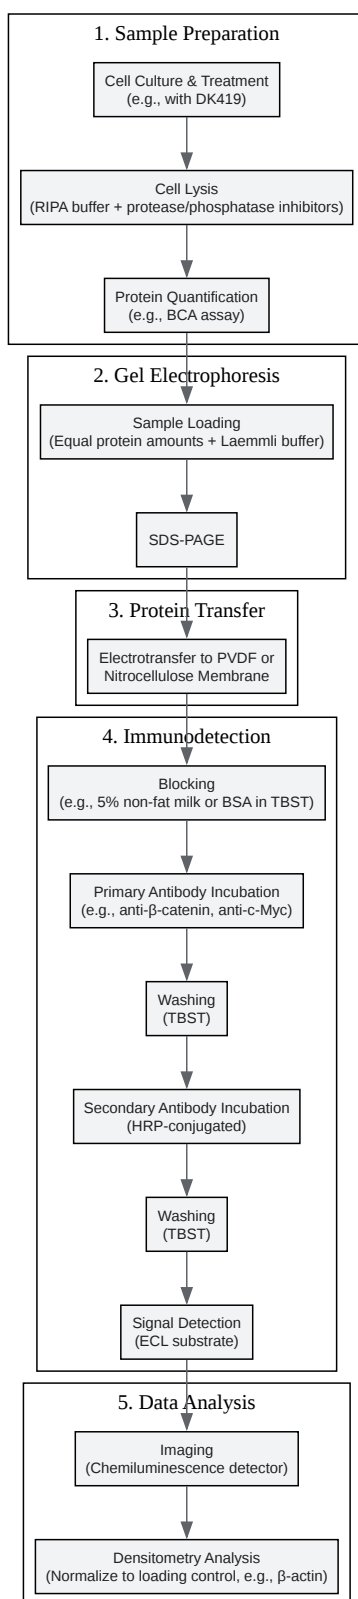 1. Sample Preparation
Cell Culture & Treatment
(e.g., with DK419)
Cell Lysis
(RIPA buffer + protease/phosphatase inhibitors)
Protein Quantification
(e.g., BCA assay)
2. Gel Electrophoresis
Sample Loading
(Equal protein amounts + Laemmli buffer)
SDS-PAGE
3. Protein Transfer
Electrotransfer to PVDF or
Nitrocellulose Membrane
4. Immunodetection
Blocking
(e.g., 5% non-fat milk or BSA in TBST)
Primary Antibody Incubation
(e.g., anti-β-catenin, anti-c-Myc)
Washing
(TBST)
Secondary Antibody Incubation
(HRP-conjugated)
Washing
(TBST)
Signal Detection
(ECL substrate)
5. Data Analysis
Imaging
(Chemiluminescence detector)
Densitometry Analysis
(Normalize to loading control, e.g., β-actin)